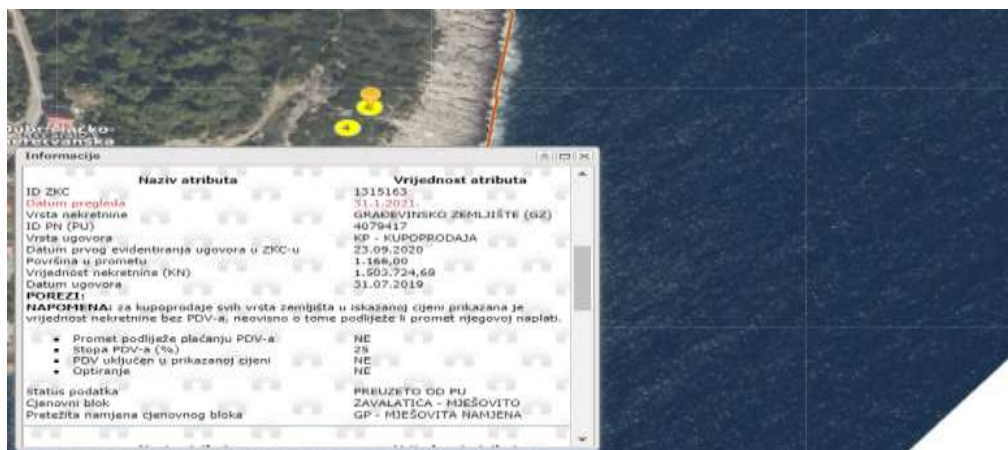 4
Informacije
Naziv atributa Vrijednost atributa
ID ZKC 1315163
Datum pregleda 31.1.2021.
Vrsta nekretnine GRAĐEVINSKO ZEMLJIŠTE (GZ)
ID PN (PU) 4079417
Vrsta ugovora KP - KUPOPRODAJA
Datum prvog evidentiranja ugovora u ZKC-u 23.09.2020
Površina u prometu 1.166,00
Vrijednost nekretnine (KN) 1.503.724,68
Datum ugovora 31.07.2019
POREZI:
NAPOMENA: za kupoprodaje svih vrsta zemljišta u iskazanoj cijeni prikazana je
vrijednost nekretnine bez PDV-a, neovisno o tome podliježe li promet njegovoj naplati.
Promet podliježe plaćanju PDV-a NE
Stopa PDV-a (%) 25
PDV uključen u prikazanoj cijeni NE
Optiranje NE
Status podatka PREUZETO OD PU
Cjenovni blok ZAVALATICA - MJEŠOVITO
Pretežita namjena cjenovnog bloka GP - MJEŠOVITA NAMJENA